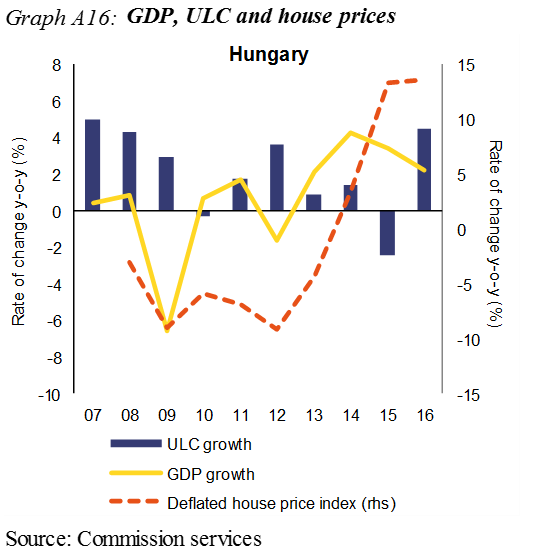 Graph A16: GDP, ULC and house prices
Hungary
8
6
4
2
0
-2
-4
-6
-8
-10
Rate of change y-o-y (%)
15
10
5
0
-5
-10
-15
Rate of change y-o-y (%)
07 08 09 10 11 12 13 14 15 16
ULC growth
GDP growth
Deflated house price index (rhs)
Source: Commission services